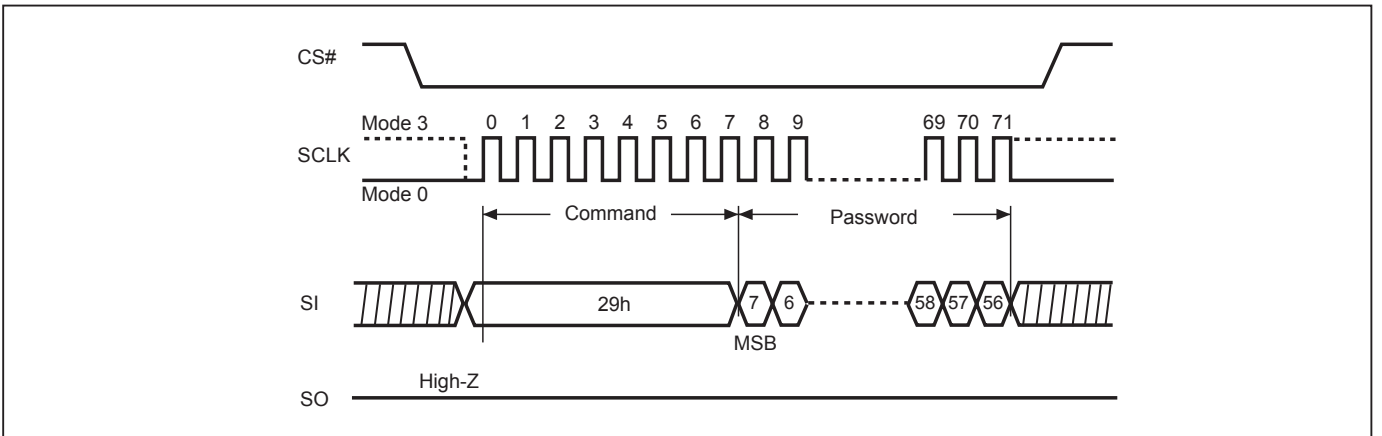 CS#
Mode 3 0 1 2 3 4 5 6 7 8 9 69 70 71
SCLK
Mode 0
Command Password
SI 29h 7 6 58 57 56
MSB
High-Z
SO